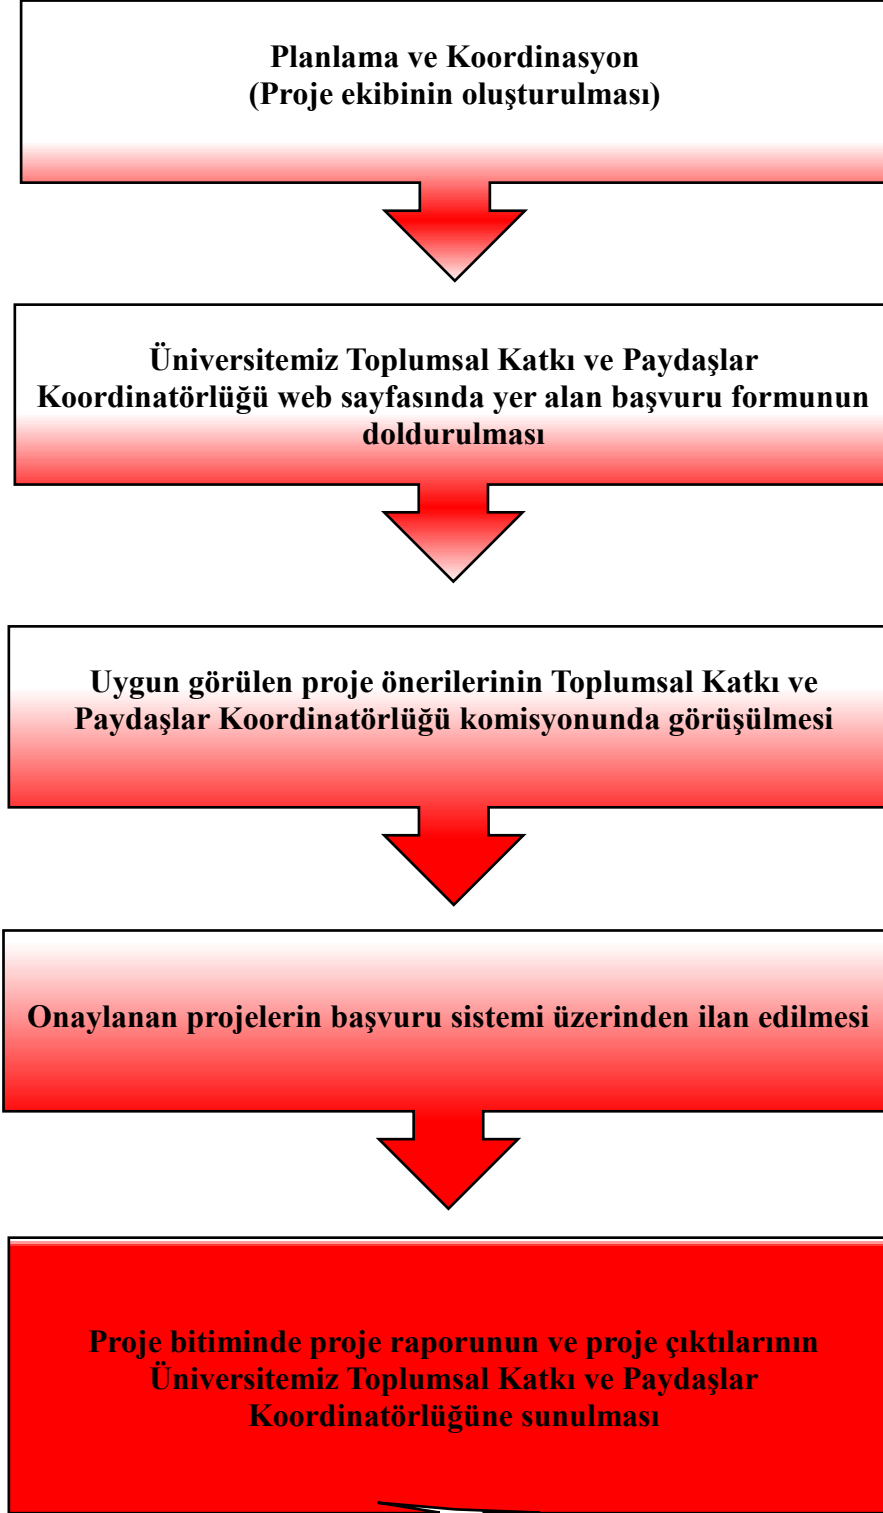 Planlama ve Koordinasyon
(Proje ekibinin oluşturulması)
Üniversitemiz Toplumsal Katkı ve Paydaşlar
Koordinatörlüğü web sayfasında yer alan başvuru formunun
doldurulması
Uygun görülen proje önerilerinin Toplumsal Katkı ve
Paydaşlar Koordinatörlüğü komisyonunda görüşülmesi
Onaylanan projelerin başvuru sistemi üzerinden ilan edilmesi
Proje bitiminde proje raporunun ve proje çıktılarının
Üniversitemiz Toplumsal Katkı ve Paydaşlar
Koordinatörlüğüne sunulması